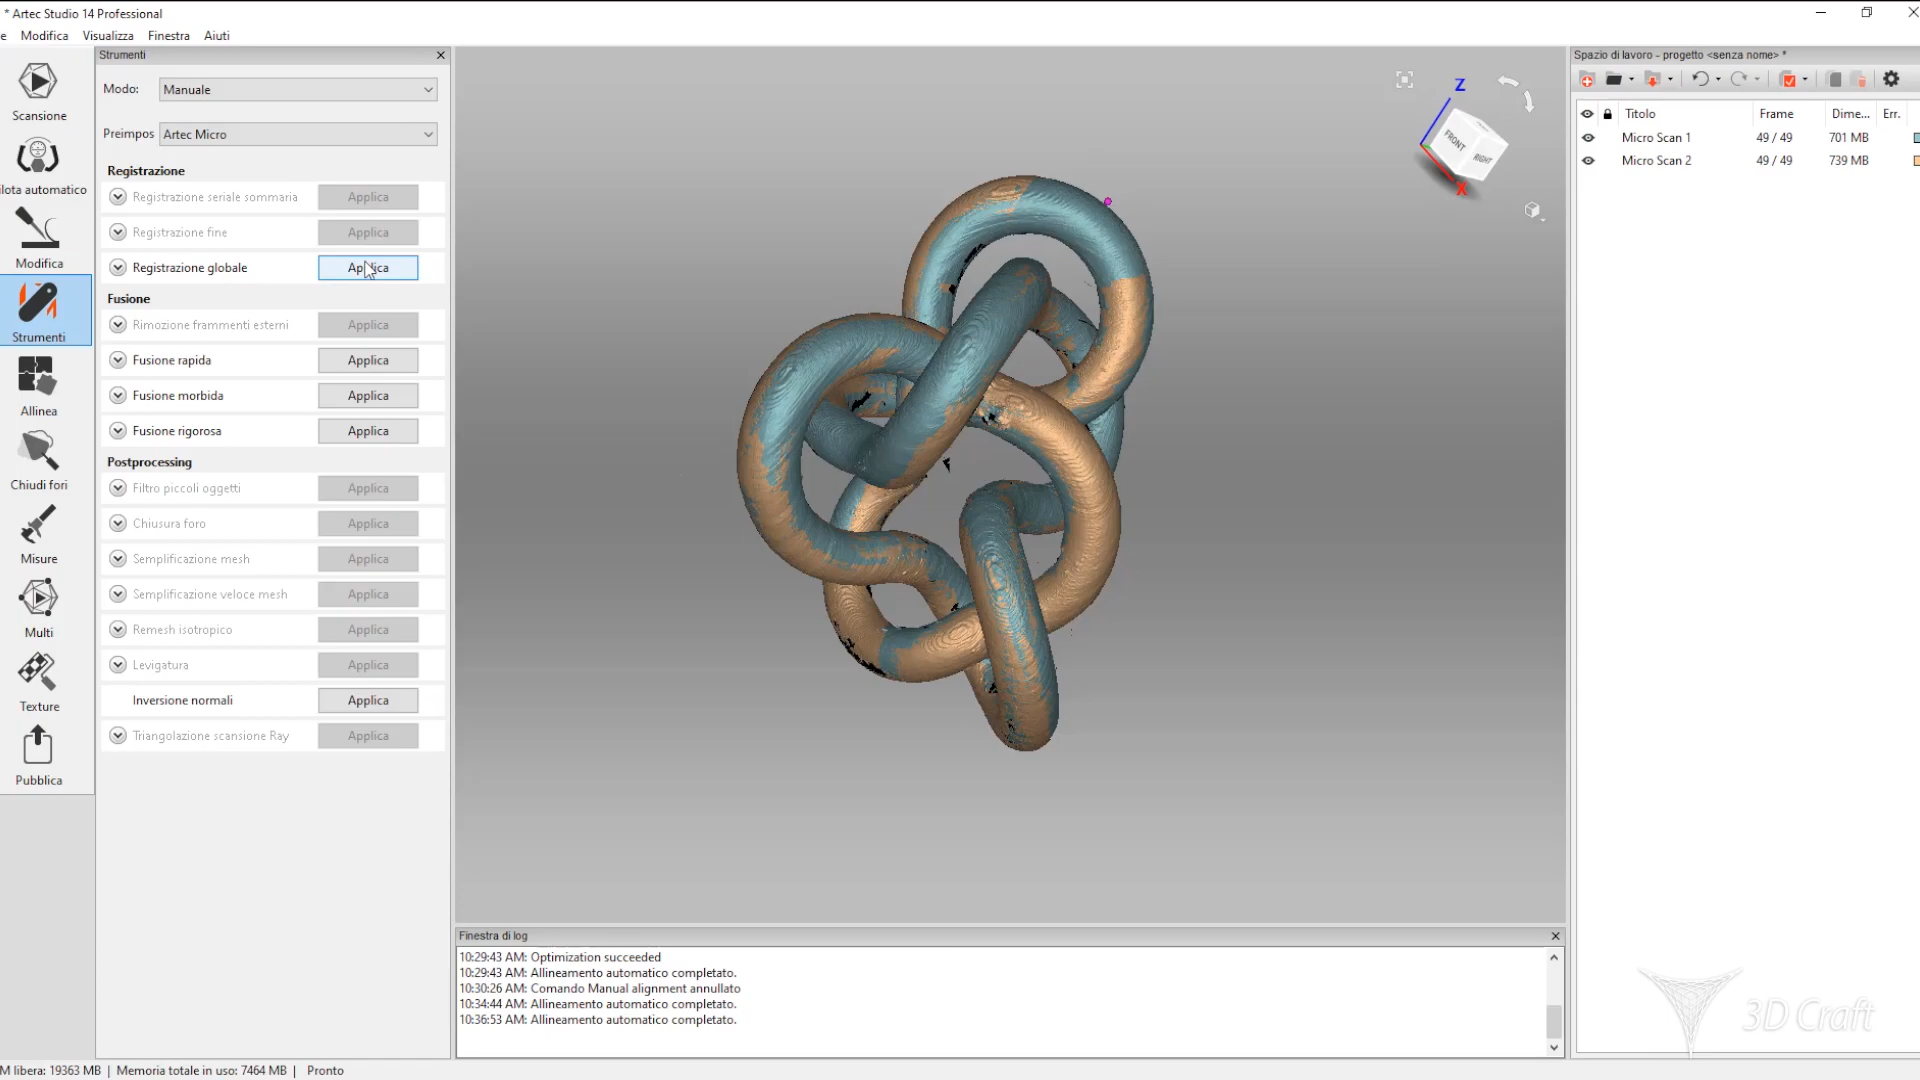 * Artec Studio 14 Professional
e Modifica Visualizza Finestra Aiuti
Scansione
ilota automatico
Modifica
Strumenti
Allinea
Chiudi fori
Misure
Multi
Texture
Pubblica
Strumenti
Modo: Manuale
Preimpos Artec Micro
Registrazione
Registrazione seriale sommaria Applica
Registrazione fine Applica
Registrazione globale Applica
Fusione
Rimozione frammenti esterni Applica
Fusione rapida Applica
Fusione morbida Applica
Fusione rigorosa Applica
Postprocessing
Filtro piccoli oggetti Applica
Chiusura foro Applica
Semplificazione mesh Applica
Semplificazione veloce mesh Applica
Remesh isotropico Applica
Levigatura Applica
Inversione normali Applica
Triangolazione scansione Ray Applica
Z
FRONT
RIGHT
X
Spazio di lavoro - progetto <senza nome> *
Titolo Frame Dime... Err.
Micro Scan 1 49 / 49 701 MB
Micro Scan 2 49 / 49 739 MB
Finestra di log
10:29:43 AM: Optimization succeeded
10:29:43 AM: Allineamento automatico completato.
10:30:26 AM: Comando Manual alignment annullato
10:34:44 AM: Allineamento automatico completato.
10:36:53 AM: Allineamento automatico completato.
3D Craft
M libera: 19363 MB | Memoria totale in uso: 7464 MB | Pronto